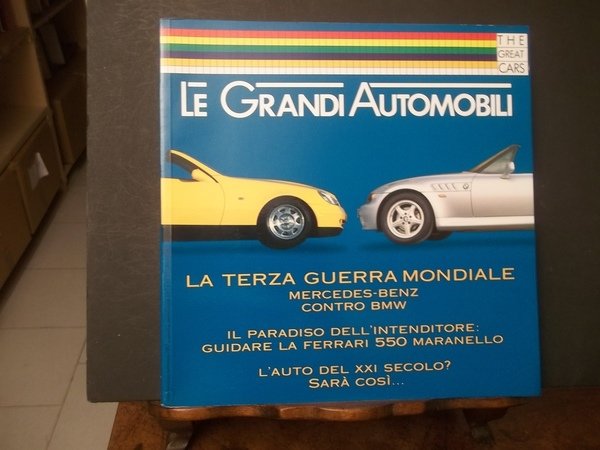 THE
GREAT
CARS
LE GRANDI AUTOMOBILI
LA TERZA GUERRA MONDIALE
MERCEDES-BENZ
CONTRO BMW
IL PARADISO DELL'INTENDITORE:
GUIDARE LA FERRARI 550 MARANELLO
L'AUTO DEL XXI SECOLO?
SARÀ COSÌ...